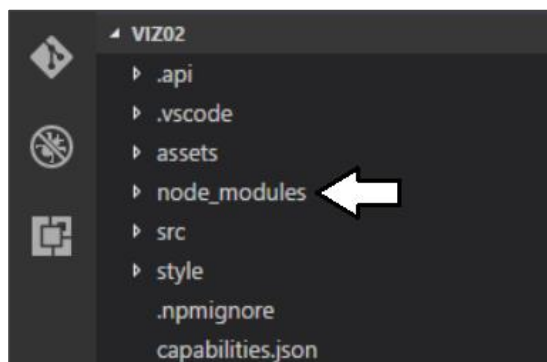 VIZ02
.api
.vscode
assets
node_modules
src
style
.npmignore
capabilities.json